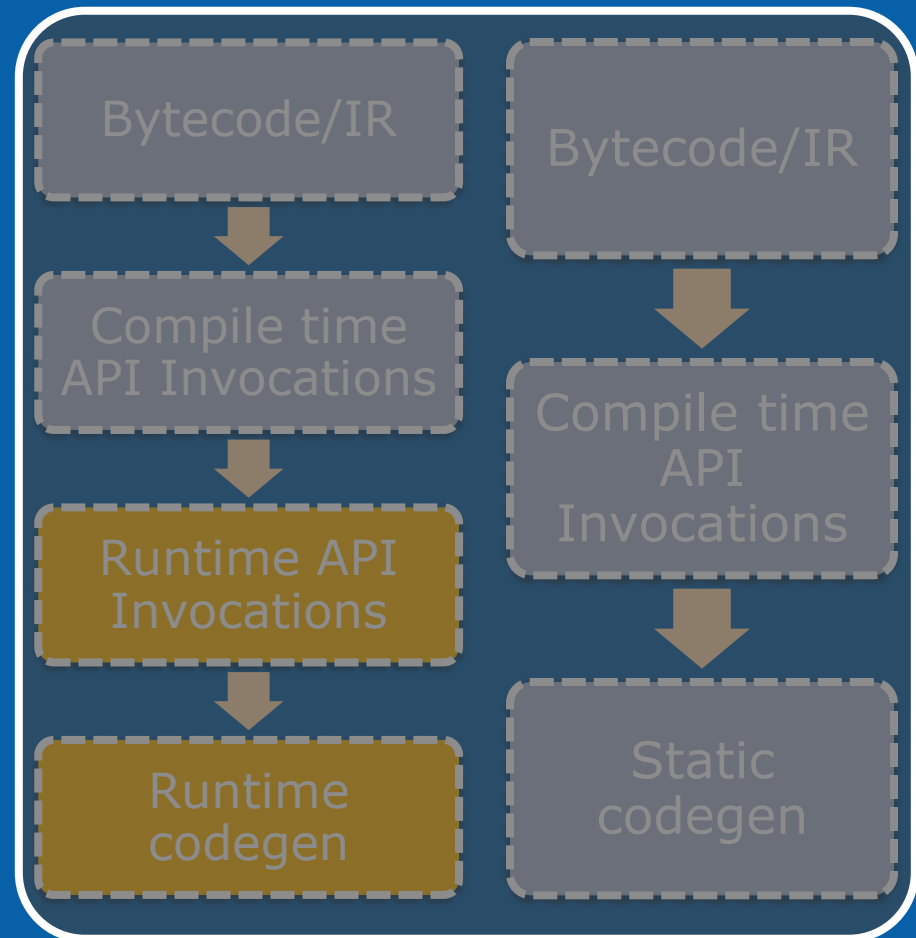 Bytecode/IR
Compile time
API Invocations
Runtime API
Invocations
Runtime
codegen
Bytecode/IR
Compile time
API
Invocations
Static
codegen